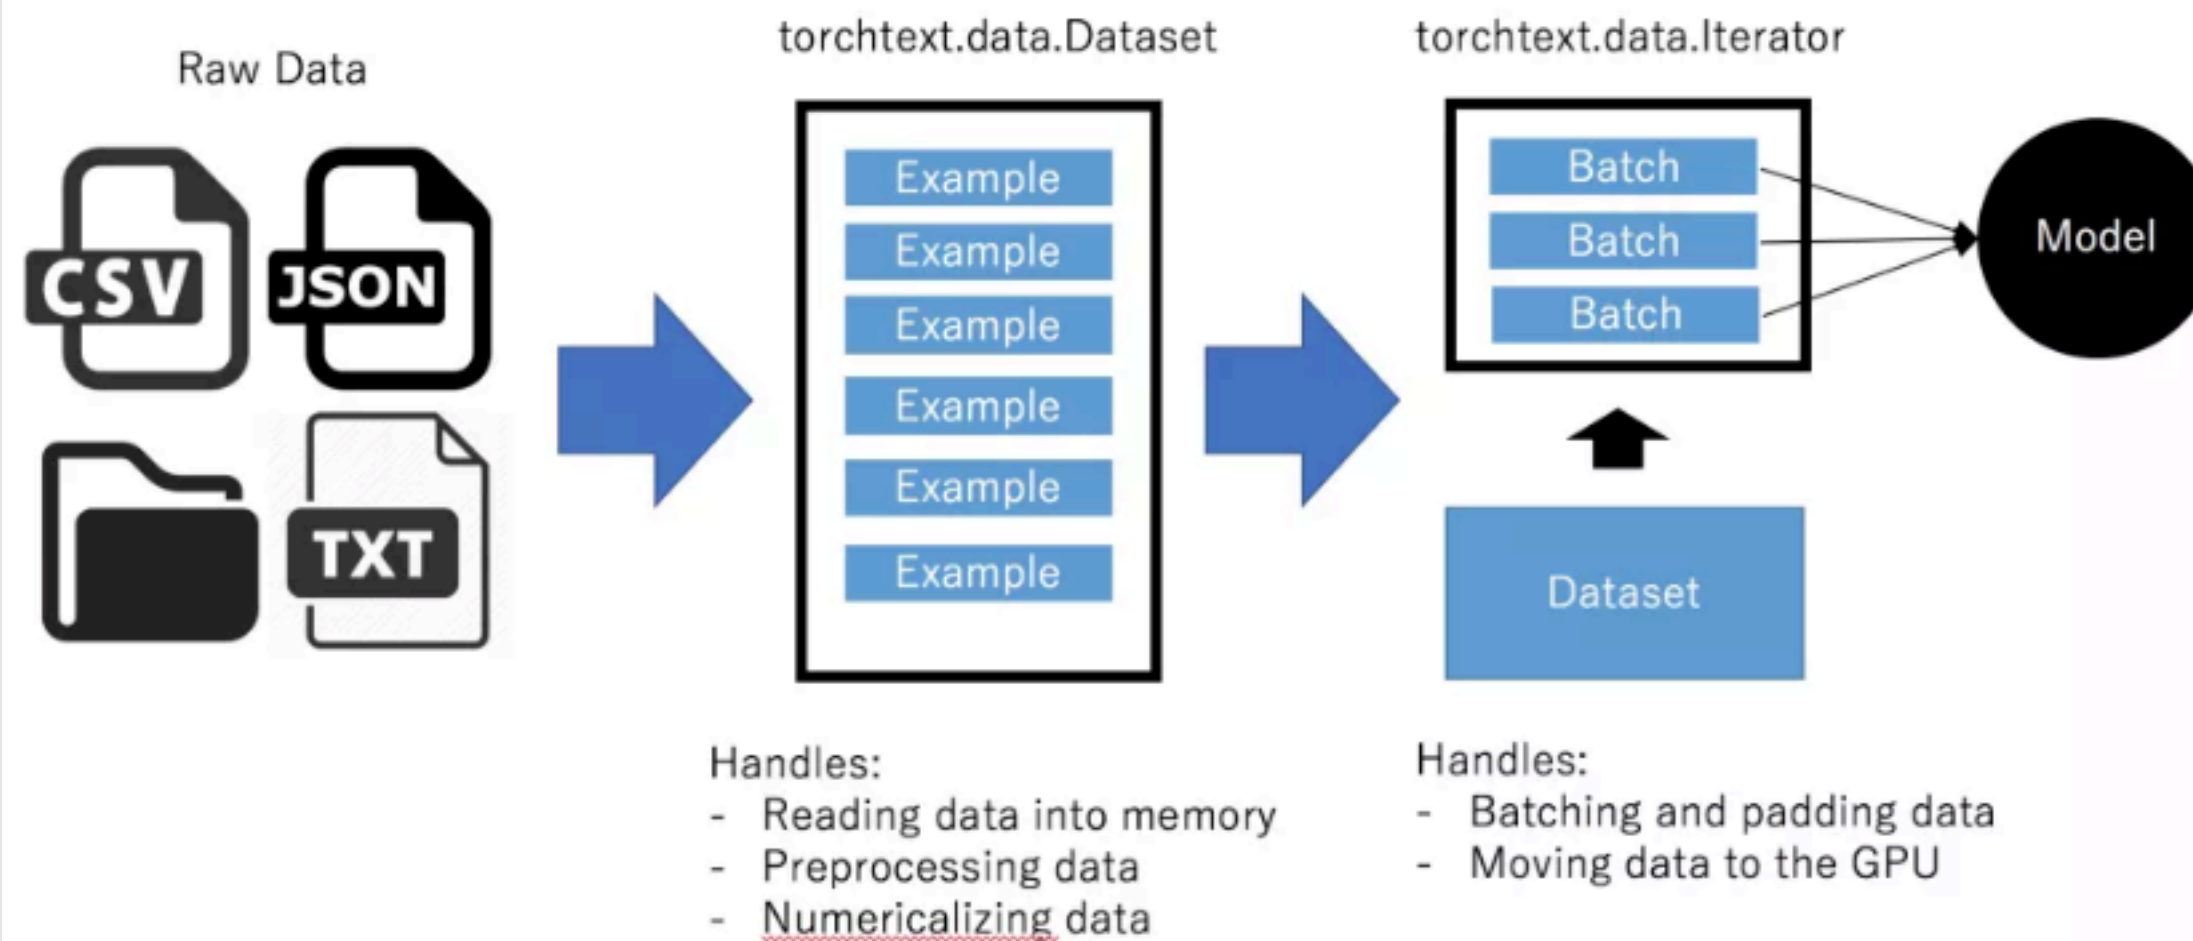 Raw Data
CSV
JSON
TXT
torchtext.data.Dataset
Example
Example
Example
Example
Example
Example
Handles:
- Reading data into memory
- Preprocessing data
- Numericalizing data
torchtext.data.Iterator
Batch
Batch
Batch
Model
Dataset
Handles:
- Batching and padding data
- Moving data to the GPU